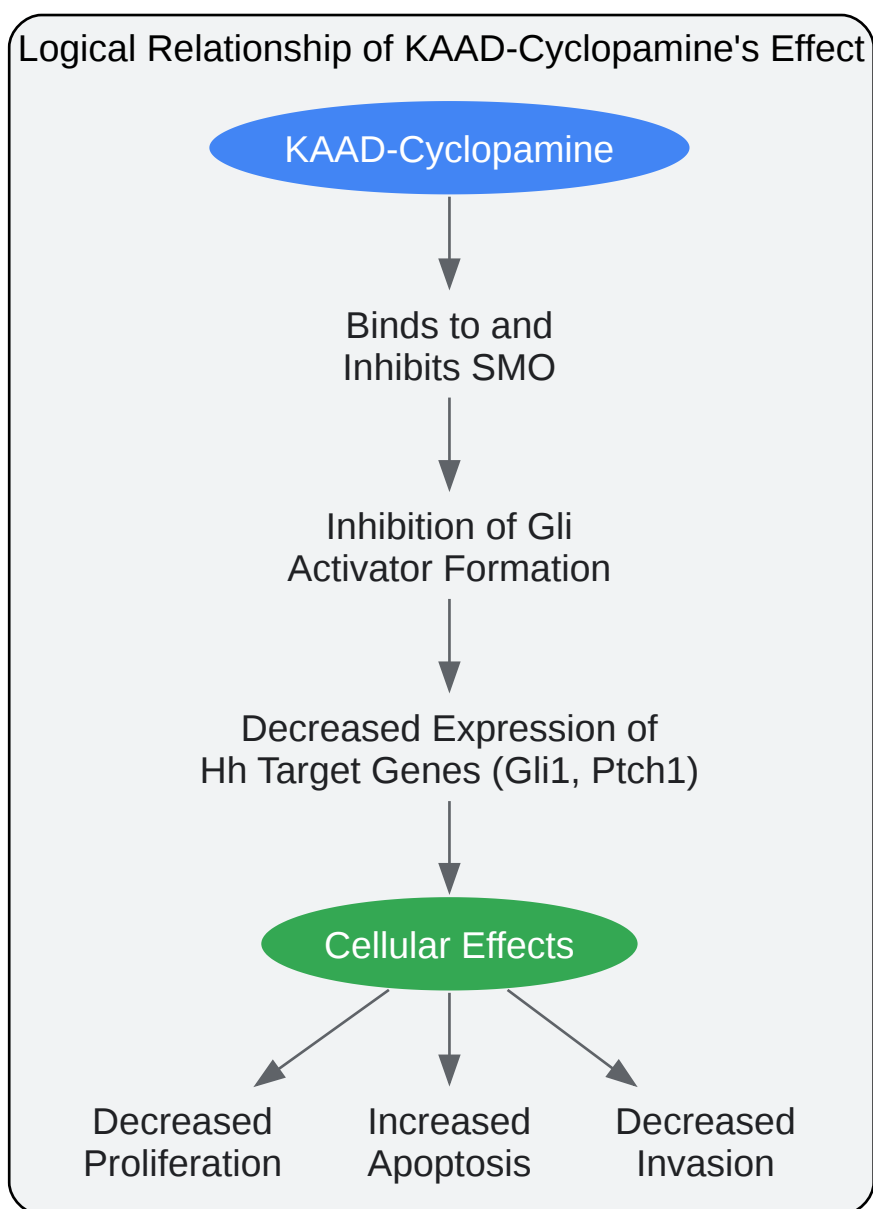 Logical Relationship of KAAD-Cyclopamine's Effect
KAAD-Cyclopamine
Binds to and
Inhibits SMO
Inhibition of Gli
Activator Formation
Decreased Expression of
Hh Target Genes (Gli1, Ptch1)
Cellular Effects
Decreased
Proliferation
Increased
Apoptosis
Decreased
Invasion